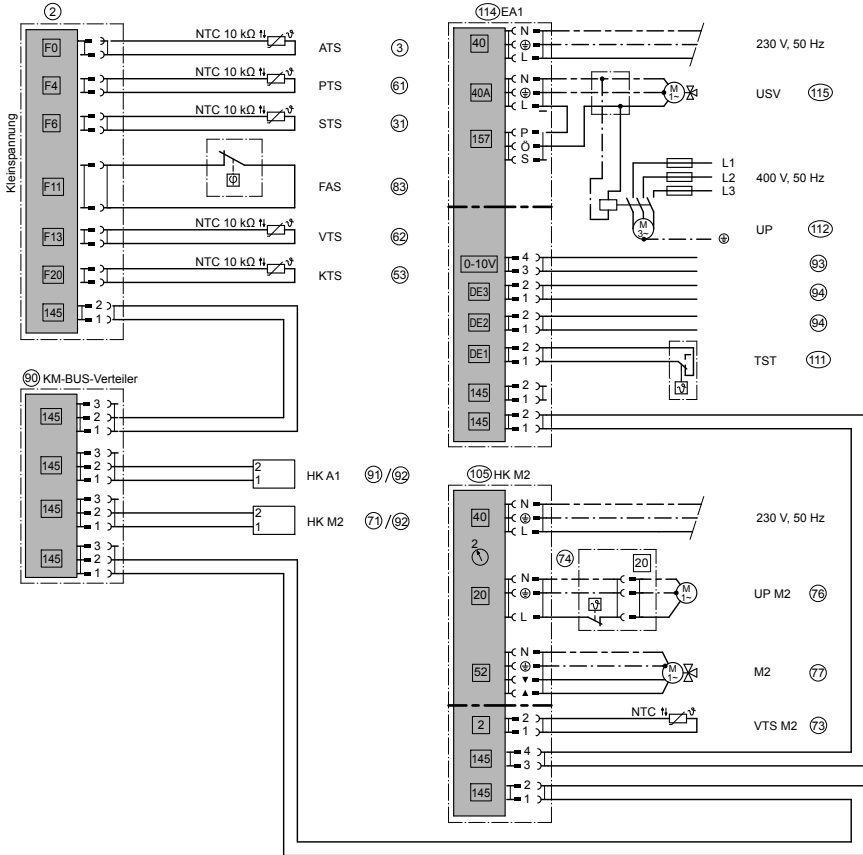 2
Kleinspannung
F0 NTC 10 kΩ ϑ ATS 3
F4 NTC 10 kΩ ϑ PTS 61
F6 NTC 10 kΩ ϑ STS 31
F11 φ FAS 83
F13 NTC 10 kΩ ϑ VTS 62
F20 NTC 10 kΩ ϑ KTS 53
145 2
1
90 KM-BUS-Verteiler
145 3
2
1
145 3
2 2 HK A1 91/92
1 1
145 3
2 2 HK M2 71/92
1 1
145 3
2
1
114 EA1
40 N 230 V, 50 Hz
L
40A N M 1~ USV 115
L
157 P
Ö
S
L1
L2 400 V, 50 Hz
L3
M 3~ UP 112
0-10V 4 93
3
DE3 2 94
1
DE2 2 94
1
DE1 2 TST 111
1 ϑ
145 2
1
145 2
1
105 HK M2
40 N 230 V, 50 Hz
L
2
74 20
20 N ϑ M 1~ UP M2 76
L
52 N M 1~ M2 77
▼
▲
2 2 NTC ϑ VTS M2 73
1
145 4
3
145 2
1